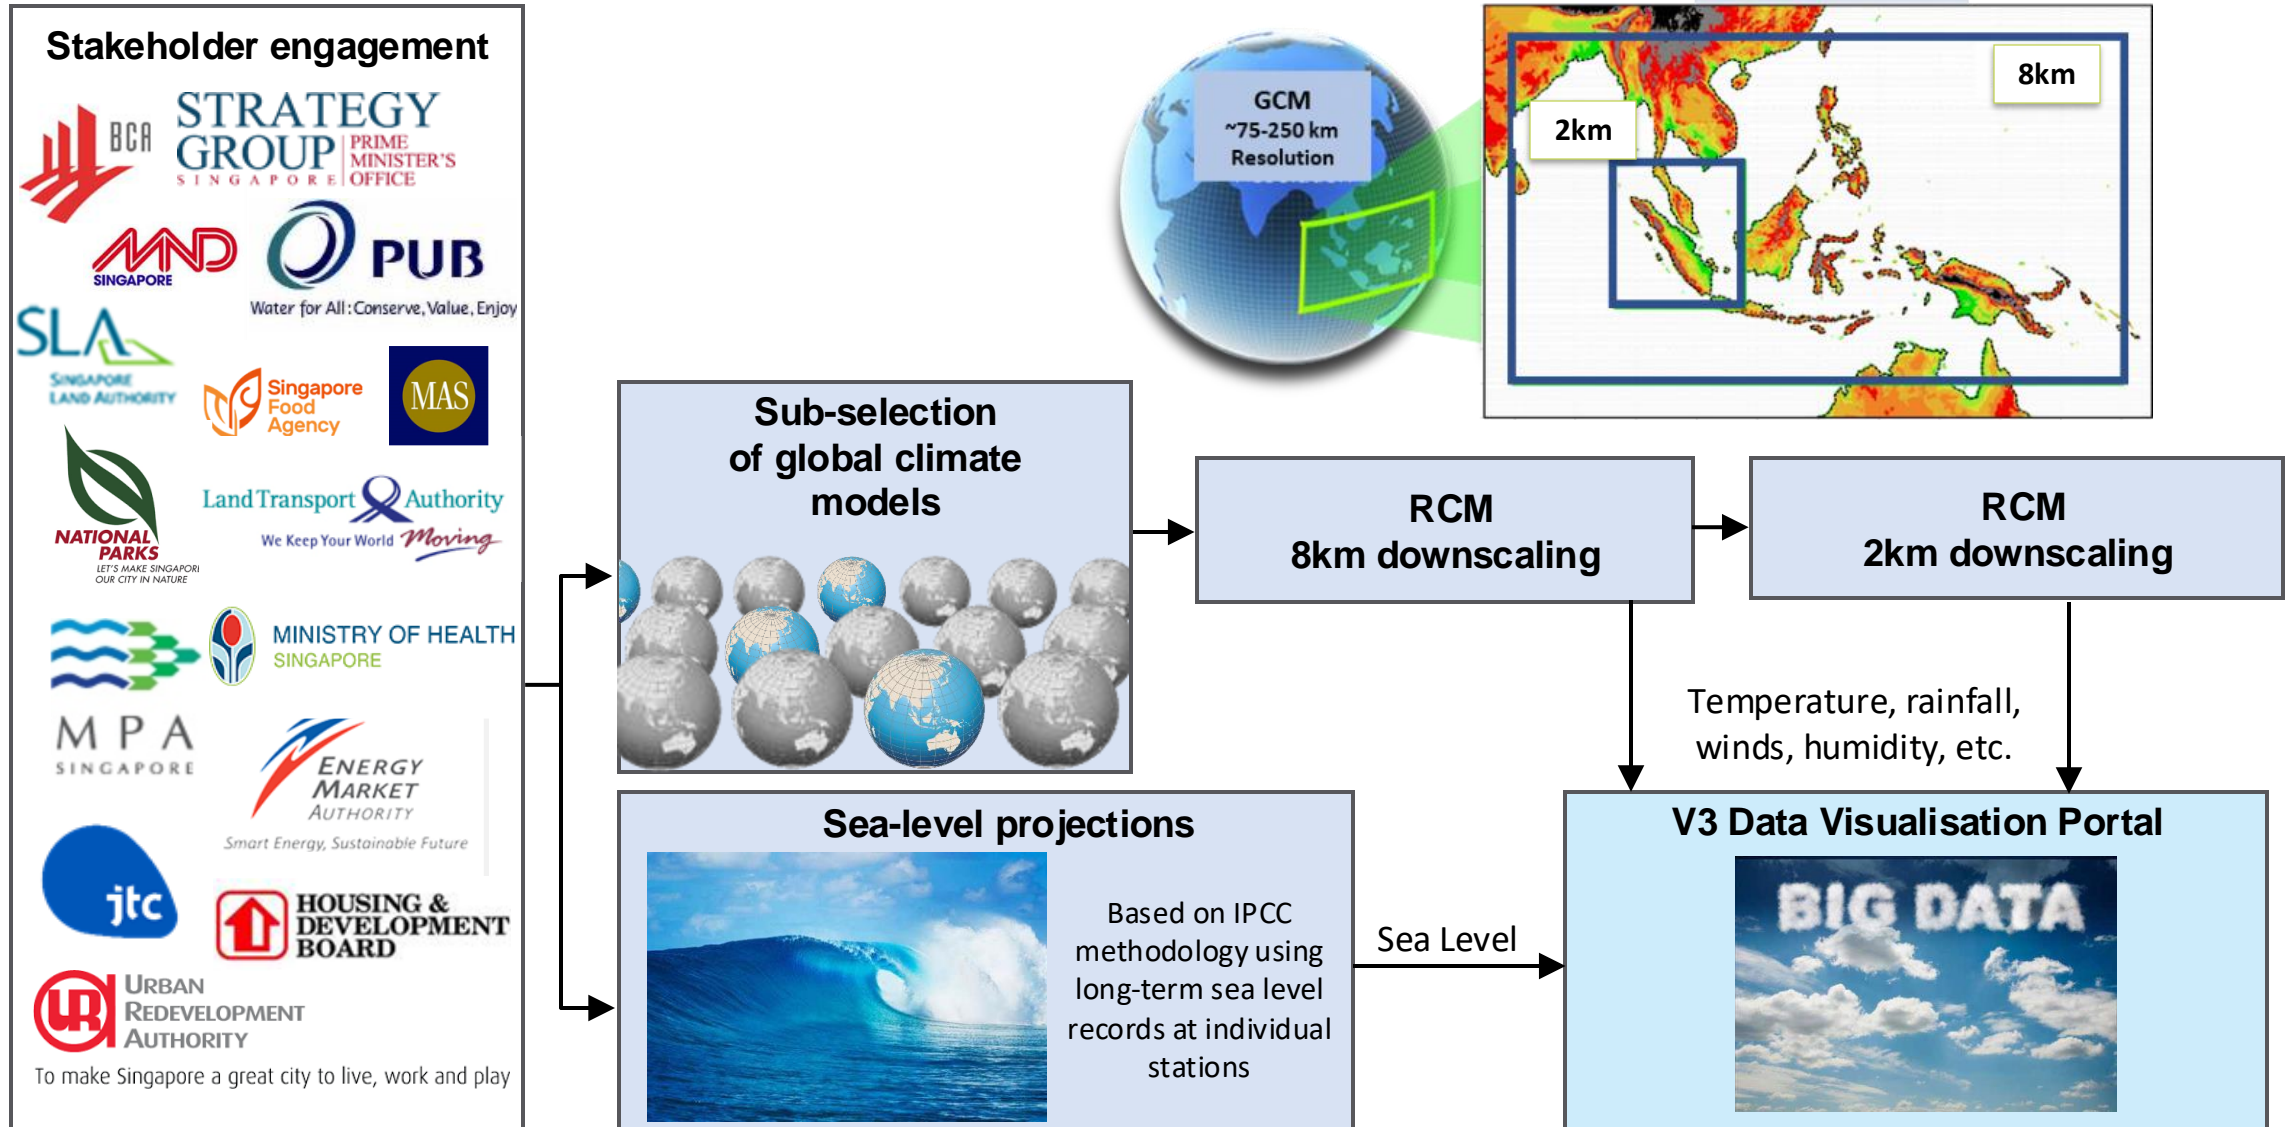 Stakeholder engagement
BCA
STRATEGY
GROUP
SINGAPORE
PRIME
MINISTER'S
OFFICE
MND
SINGAPORE
PUB
Water for All: Conserve, Value, Enjoy
SLA
SINGAPORE
LAND AUTHORITY
Singapore
Food
Agency
MAS
NATIONAL
PARKS
LET'S MAKE SINGAPOR
OUR CITY IN NATURE
Land Transport Authority
We Keep Your World Moving
MPA
SINGAPORE
MINISTRY OF HEALTH
SINGAPORE
ENERGY
MARKET
AUTHORITY
Smart Energy, Sustainable Future
jtc
HOUSING &
DEVELOPMENT
BOARD
URA
URBAN
REDEVELOPMENT
AUTHORITY
To make Singapore a great city to live, work and play
GCM
~75-250 km
Resolution
8km
2km
Sub-selection
of global climate
models
RCM
8km downscaling
RCM
2km downscaling
Temperature, rainfall,
winds, humidity, etc.
Sea-level projections
Based on IPCC
methodology using
long-term sea level
records at individual
stations
Sea Level
V3 Data Visualisation Portal
BIG DATA